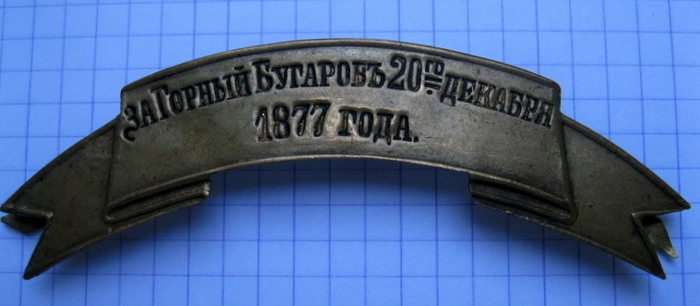 ЗА ГОРНЫЙ БУГАРОВЪ 20ГО ДЕКАБРЯ
1877 ГОДА.